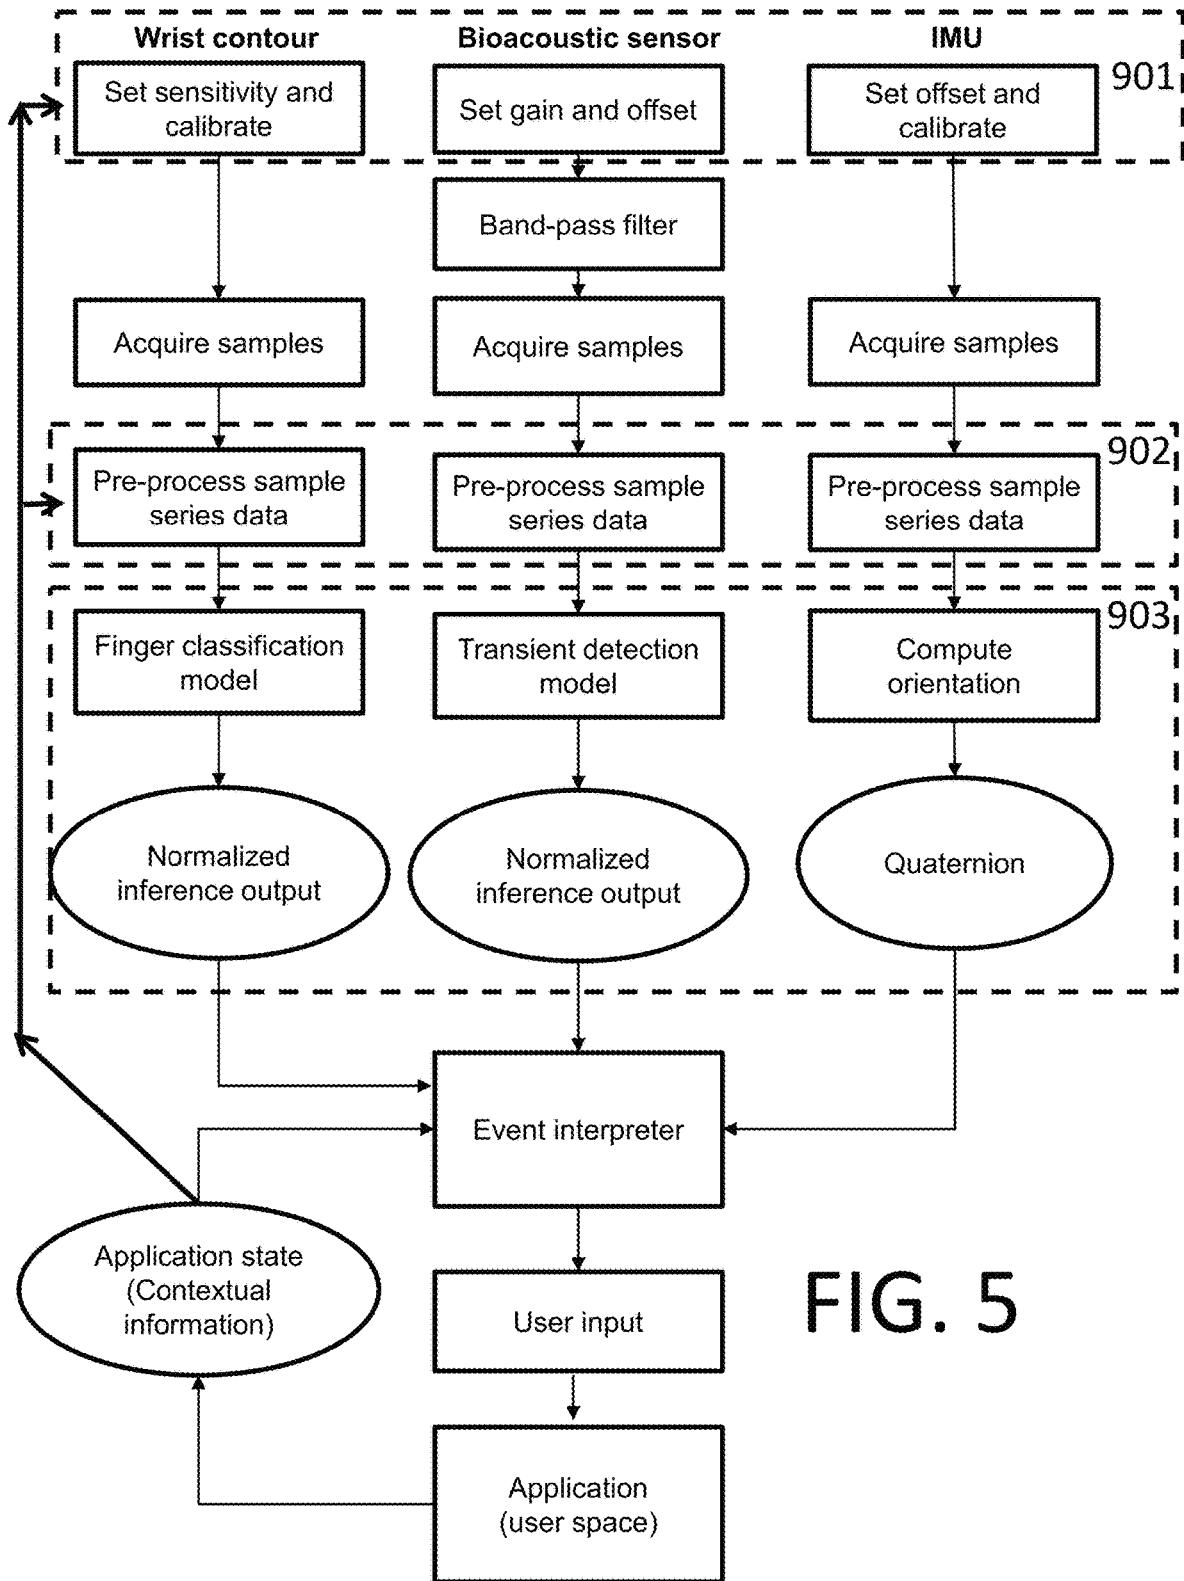 Wrist contour
Bioacoustic sensor
IMU
901
Set sensitivity and
calibrate
Set gain and offset
Set offset and
calibrate
Band-pass filter
Acquire samples
Acquire samples
Acquire samples
902
Pre-process sample
series data
Pre-process sample
series data
Pre-process sample
series data
903
Finger classification
model
Transient detection
model
Compute
orientation
Normalized
inference output
Normalized
inference output
Quaternion
Event interpreter
Application state
(Contextual
information)
User input
FIG. 5
Application
(user space)